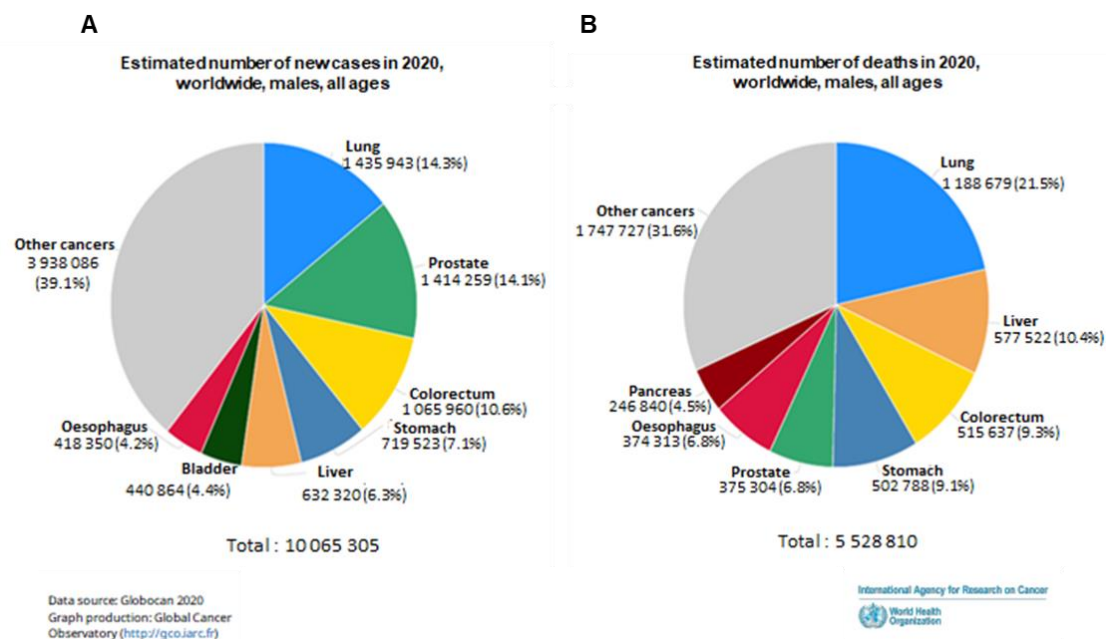 A
Estimated number of new cases in 2020,
worldwide, males, all ages
Lung
1 435 943 (14.3%)
Prostate
1 414 259 (14.1%)
Colorectum
1 065 960 (10.6%)
Stomach
719 523 (7.1%)
Liver
632 320 (6.3%)
Bladder
440 864 (4.4%)
Oesophagus
418 350 (4.2%)
Other cancers
3 938 086
(39.1%)
Total : 10 065 305
B
Estimated number of deaths in 2020,
worldwide, males, all ages
Lung
1 188 679 (21.5%)
Liver
577 522 (10.4%)
Colorectum
515 637 (9.3%)
Stomach
502 788 (9.1%)
Prostate
375 304 (6.8%)
Oesophagus
374 313 (6.8%)
Pancreas
246 840 (4.5%)
Other cancers
1 747 727 (31.6%)
Total : 5 528 810
Data source: Globocan 2020
Graph production: Global Cancer
Observatory (http://gco.iarc.fr)
International Agency for Research on Cancer
World Health
Organization